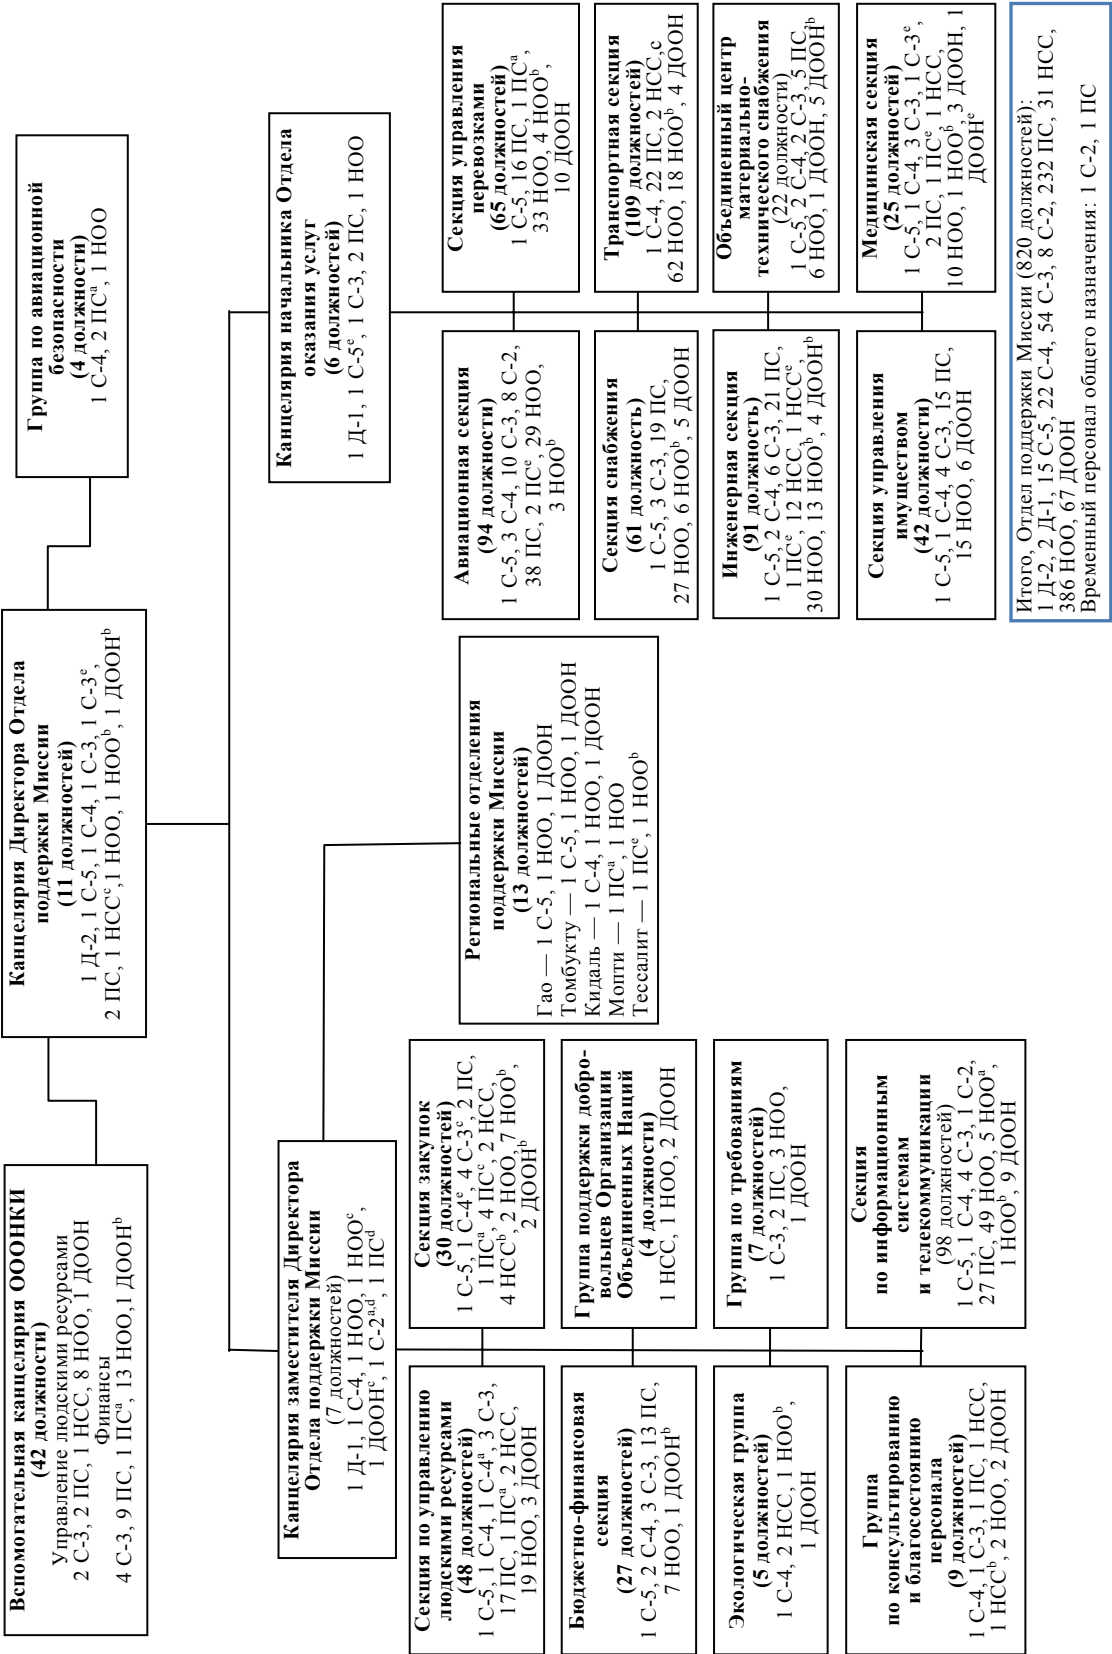 Вспомогательная канцелярия ОООНКИ
(42 должности)
Управление людскими ресурсами
2 С-3, 2 ПС, 1 НСС, 8 НОО, 1 ДООН
Финансы
4 С-3, 9 ПС, 1 ПСᵃ, 13 НОО,1 ДООНᵇ
Канцелярия Директора Отдела
поддержки Миссии
(11 должностей)
1 Д-2, 1 С-5, 1 С-4, 1 С-3, 1 С-3ᵉ,
2 ПС, 1 НССᶜ,1 НОО, 1 НООᵇ, 1 ДООНᵇ
Группа по авиационной
безопасности
(4 должности)
1 С-4, 2 ПСᵃ, 1 НОО
Канцелярия заместителя Директора
Отдела поддержки Миссии
(7 должностей)
1 Д-1, 1 С-4, 1 НОО, 1 НООᶜ,
1 ДООНᶜ, 1 С-2ᵃ,ᵈ, 1 ПСᵈ
Канцелярия начальника Отдела
оказания услуг
(6 должностей)
1 Д-1, 1 С-5ᵉ, 1 С-3, 2 ПС, 1 НОО
Секция по управлению
людскими ресурсами
(48 должностей)
1 С-5, 1 С-4, 1 С-4ᵃ, 3 С-3,
17 ПС, 1 ПСᵃ, 2 НСС,
19 НОО, 3 ДООН
Секция закупок
(30 должностей)
1 С-5, 1 С-4ᵉ, 4 С-3ᶜ, 2 ПС,
1 ПСᵃ, 4 ПСᶜ, 2 НСС,
4 НССᵇ, 2 НОО, 7 НООᵇ,
2 ДООНᵇ
Бюджетно-финансовая
секция
(27 должностей)
1 С-5, 2 С-4, 3 С-3, 13 ПС,
7 НОО, 1 ДООНᵇ
Группа поддержки добро-
вольцев Организации
Объединенных Наций
(4 должности)
1 НСС, 1 НОО, 2 ДООН
Экологическая группа
(5 должностей)
1 С-4, 2 НСС, 1 НООᵇ,
1 ДООН
Группа по требованиям
(7 должностей)
1 С-3, 2 ПС, 3 НОО,
1 ДООН
Группа
по консультированию
и благосостоянию
персонала
(9 должностей)
1 С-4, 1 С-3, 1 ПС, 1 НСС,
1 НССᵇ, 2 НОО, 2 ДООН
Секция
по информационным
системам
и телекоммуникации
(98 должностей)
1 С-5, 1 С-4, 4 С-3, 1 С-2,
27 ПС, 49 НОО, 5 НООᵃ,
1 НООᵇ, 9 ДООН
Региональные отделения
поддержки Миссии
(13 должностей)
Гао — 1 С-5, 1 НОО, 1 ДООН
Томбукту — 1 С-5, 1 НОО, 1 ДООН
Кидаль — 1 С-4, 1 НОО, 1 ДООН
Мопти — 1 ПСᵃ, 1 НОО
Тессалит — 1 ПСᵉ, 1 НООᵇ
Авиационная секция
(94 должности)
1 С-5, 3 С-4, 10 С-3, 8 С-2,
38 ПС, 2 ПСᵉ, 29 НОО,
3 НООᵇ
Секция управления
перевозками
(65 должностей)
1 С-5, 16 ПС, 1 ПСᵃ,
33 НОО, 4 НООᵇ,
10 ДООН
Секция снабжения
(61 должность)
1 С-5, 3 С-3, 19 ПС,
27 НОО, 6 НООᵇ, 5 ДООН
Транспортная секция
(109 должностей)
1 С-4, 22 ПС, 2 НСС,с
62 НОО, 18 НООᵇ, 4 ДООН
Инженерная секция
(91 должность)
1 С-5, 2 С-4, 6 С-3, 21 ПС,
1 ПСᵉ, 12 НСС, 1 НССᵉ,
30 НОО, 13 НООᵇ, 4 ДООНᵇ
Объединенный центр
материально-
технического снабжения
(22 должности)
1 С-5, 2 С-4, 2 С-3, 5 ПС,
6 НОО, 1 ДООН, 5 ДООНᵇ
Секция управления
имуществом
(42 должности)
1 С-5, 1 С-4, 4 С-3, 15 ПС,
15 НОО, 6 ДООН
Медицинская секция
(25 должностей)
1 С-5, 1 С-4, 3 С-3, 1 С-3ᵉ,
2 ПС, 1 ПСᵉ, 1 НСС,
10 НОО, 1 НООᵇ, 3 ДООН, 1
ДООНᵉ
Итого, Отдел поддержки Миссии (820 должностей):
1 Д-2, 2 Д-1, 15 С-5, 22 С-4, 54 С-3, 8 С-2, 232 ПС, 31 НСС,
386 НОО, 67 ДООН
Временный персонал общего назначения: 1 С-2, 1 ПС